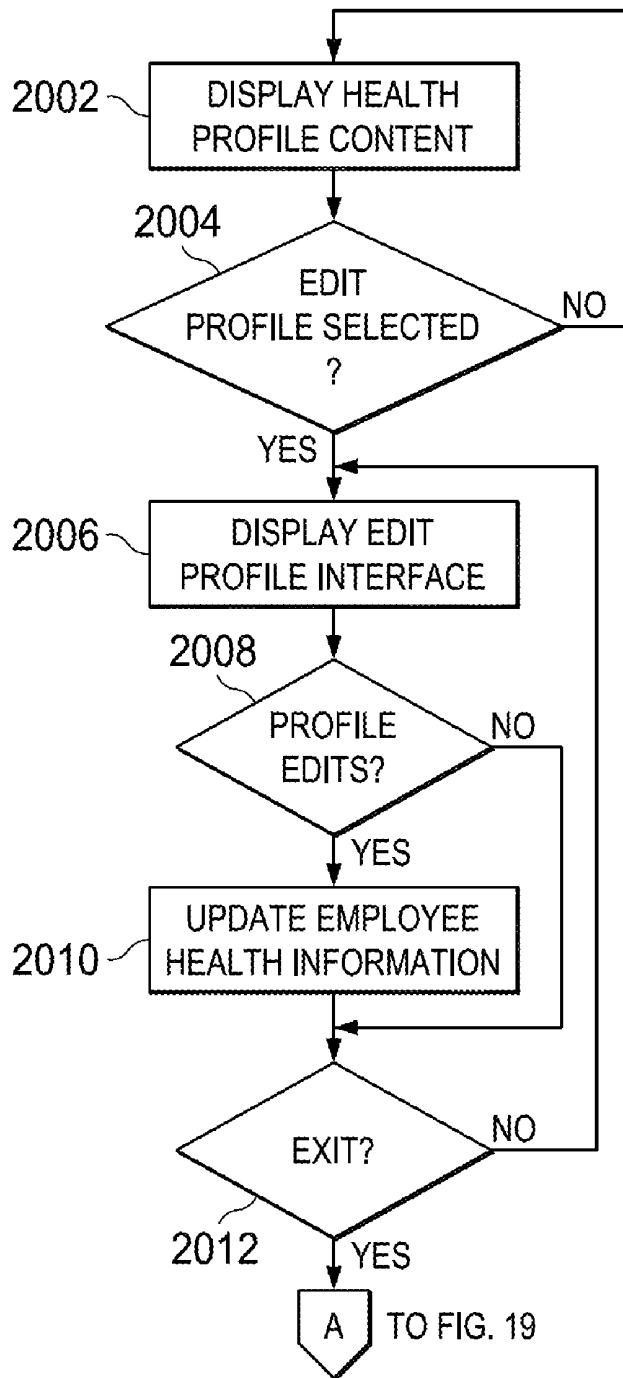 2002
DISPLAY HEALTH
PROFILE CONTENT
2004
EDIT
PROFILE SELECTED
?
NO
YES
2006
DISPLAY EDIT
PROFILE INTERFACE
2008
PROFILE
EDITS?
NO
YES
2010
UPDATE EMPLOYEE
HEALTH INFORMATION
EXIT?
NO
2012
YES
A
TO FIG. 19